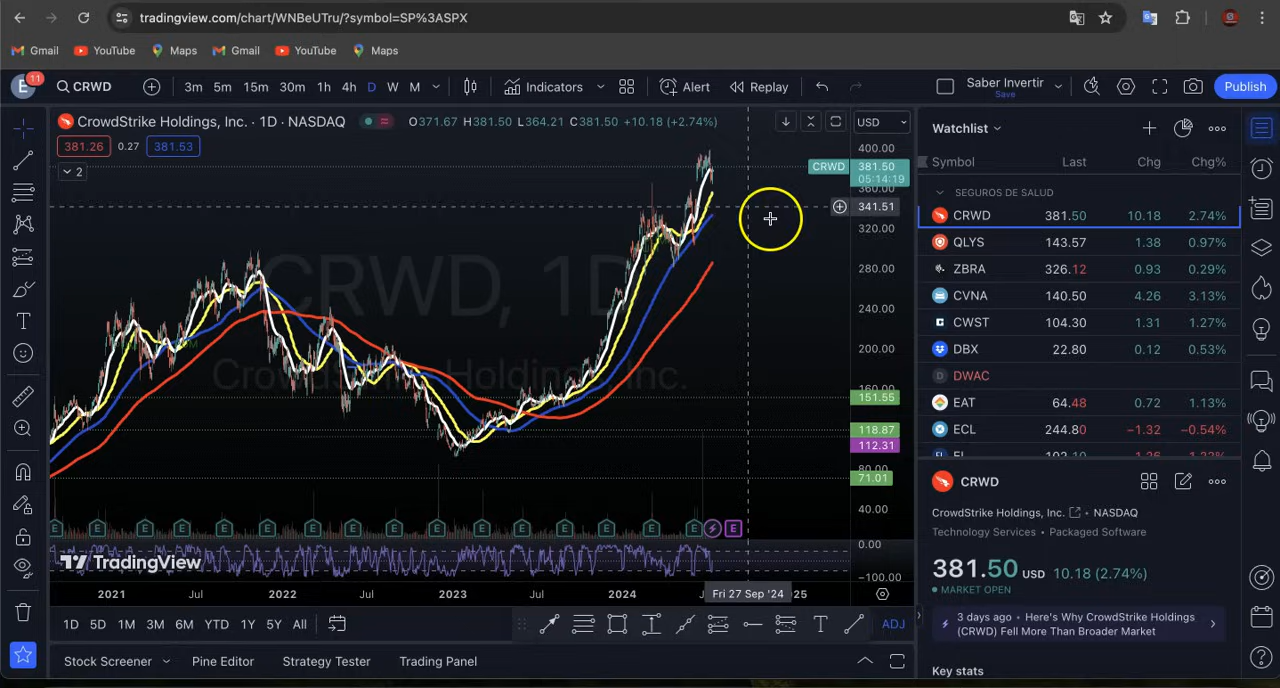 tradingview.com/chart/WNBeUTru/?symbol=SP%3ASPX
Gmail YouTube Maps Gmail YouTube Maps
E 11 CRWD 3m 5m 15m 30m 1h 4h D W M Indicators Alert Replay Saber Invertir Save Publish
CrowdStrike Holdings, Inc. · 1D · NASDAQ O371.67 H381.50 L364.21 C381.50 +10.18 (+2.74%) USD
381.26 0.27 381.53
2
CRWD, 1D
CrowdStrike Holdings, Inc.
400.00
CRWD 381.50
05:14:19
360.00
341.51
320.00
280.00
240.00
200.00
160.00
151.55
118.87
112.31
80.00
71.01
40.00
0.00
−100.00
E E E E E E E E E E E E E E E E E
TradingView
2021 Jul 2022 Jul 2023 Jul 2024 Fri 27 Sep '24 2025
1D 5D 1M 3M 6M YTD 1Y 5Y All ADJ
Stock Screener Pine Editor Strategy Tester Trading Panel
Watchlist
Symbol Last Chg Chg%
SEGUROS DE SALUD
CRWD 381.50 10.18 2.74%
QLYS 143.57 1.38 0.97%
ZBRA 326.12 0.93 0.29%
CVNA 140.50 4.26 3.13%
CWST 104.30 1.31 1.27%
DBX 22.80 0.12 0.53%
D DWAC
EAT 64.48 0.72 1.13%
ECL 244.80 −1.32 −0.54%
CRWD
CrowdStrike Holdings, Inc. NASDAQ
Technology Services • Packaged Software
381.50 USD 10.18 (2.74%)
MARKET OPEN
3 days ago • Here's Why CrowdStrike Holdings
(CRWD) Fell More Than Broader Market
Key stats